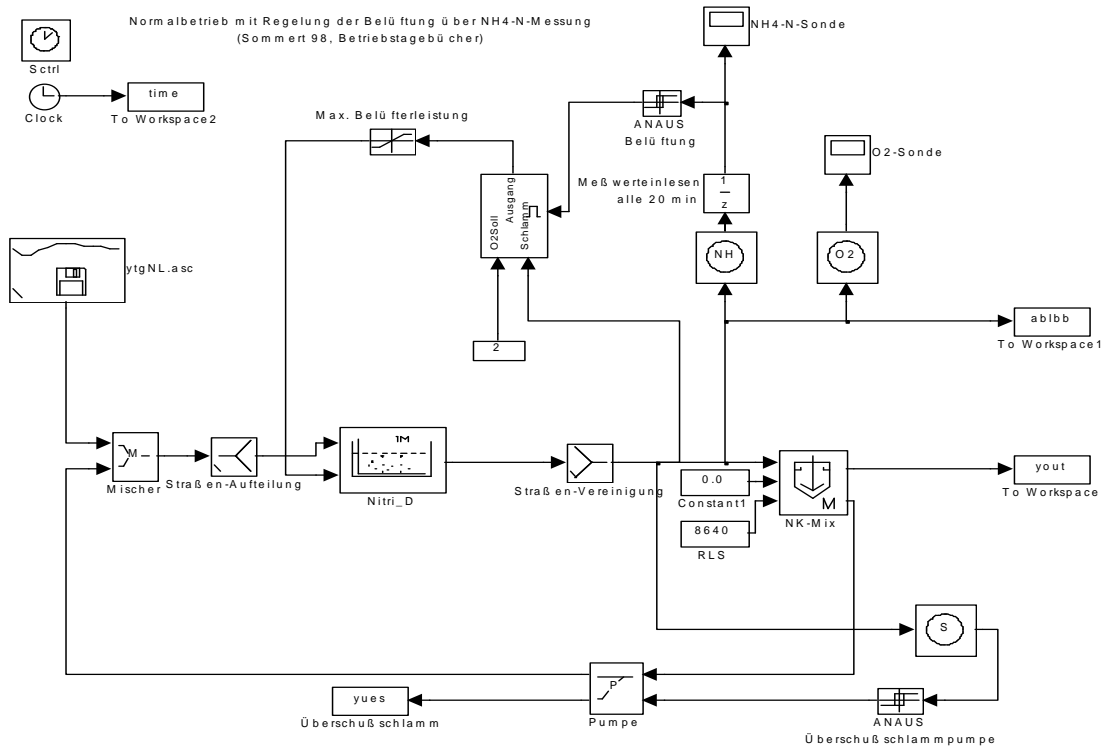 Normalbetrieb mit Regelung der Belüftung über NH4-N-Messung
(Sommert 98, Betriebstagebücher)
Sctrl
Clock
time
To Workspace2
NH4-N-Sonde
ANAUS
Belüftung
Max. Belüfterleistung
O2-Sonde
O2Soll
Ausgang
Schlamm
Meßwerteinlesen
alle 20 min
1
z
NH
O2
ytgNL.asc
2
ablbb
To Workspace1
M
Mischer
Straßen-Aufteilung
1M
Nitri_D
Straßen-Vereinigung
0.0
Constant1
8640
RLS
M
NK-Mix
yout
To Workspace
S
P
Pumpe
yues
Überschußschlamm
ANAUS
Überschußschlammpumpe